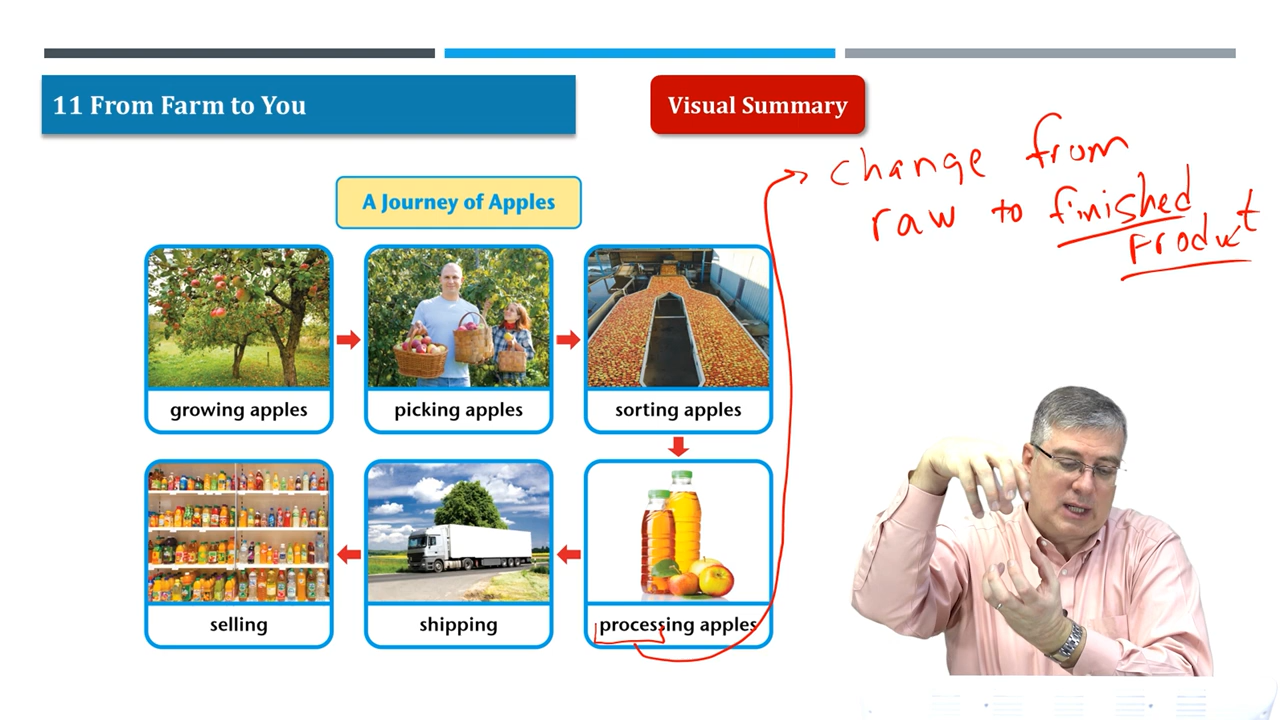 11 From Farm to You
Visual Summary
change from
raw to finished
Product
A Journey of Apples
growing apples
picking apples
sorting apples
processing apples
shipping
selling